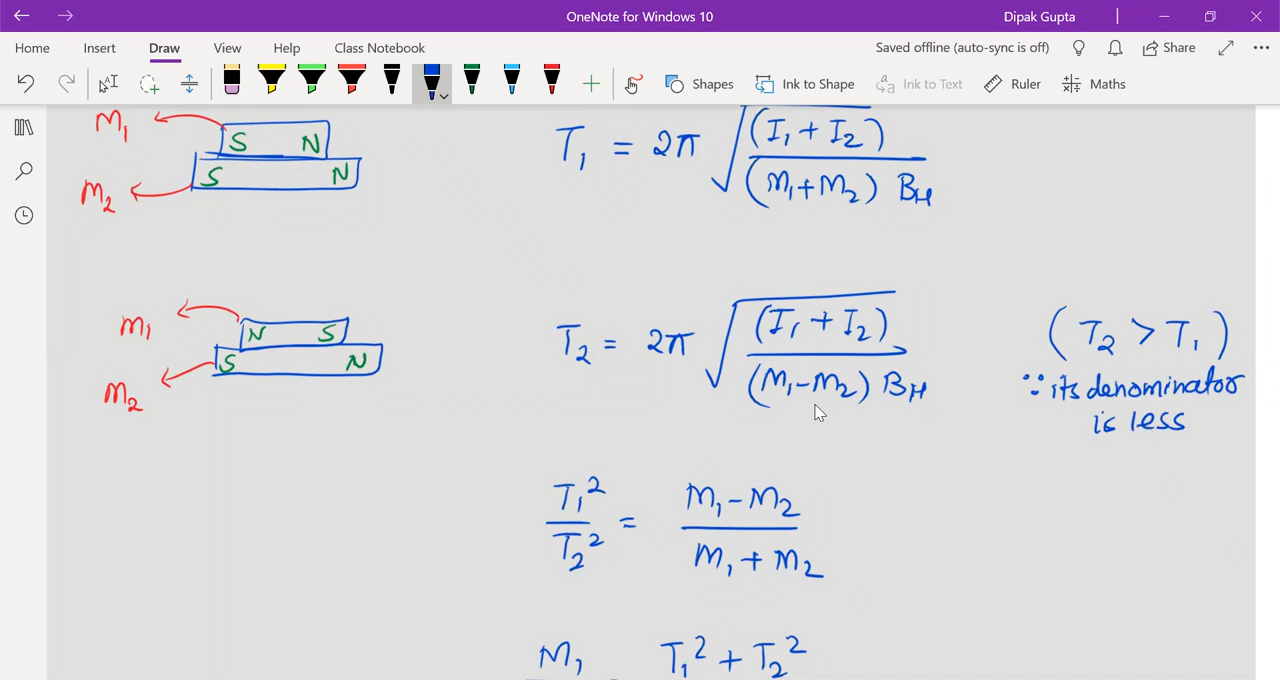 OneNote for Windows 10
Dipak Gupta
Home Insert Draw View Help Class Notebook
Saved offline (auto-sync is off)
Share
Shapes
Ink to Shape
Ink to Text
Ruler
Maths
M₁
S N
S N
M₂
T₁ = 2π √((I₁ + I₂) / (M₁+M₂) B_H)
M₁
N S
S N
M₂
T₂ = 2π √((I₁ + I₂) / (M₁-M₂) B_H)
(T₂ > T₁)
∵ its denominator
is less
T₁² / T₂² = M₁ - M₂ / M₁ + M₂
M₁ T₁² + T₂²